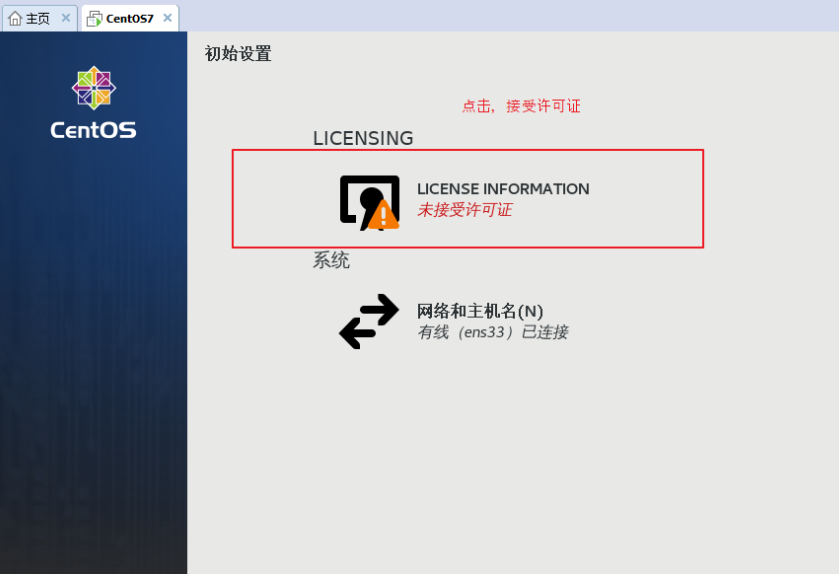 主页
CentOS7
初始设置
CentOS
点击，接受许可证
LICENSING
LICENSE INFORMATION
未接受许可证
系统
网络和主机名(N)
有线（ens33）已连接